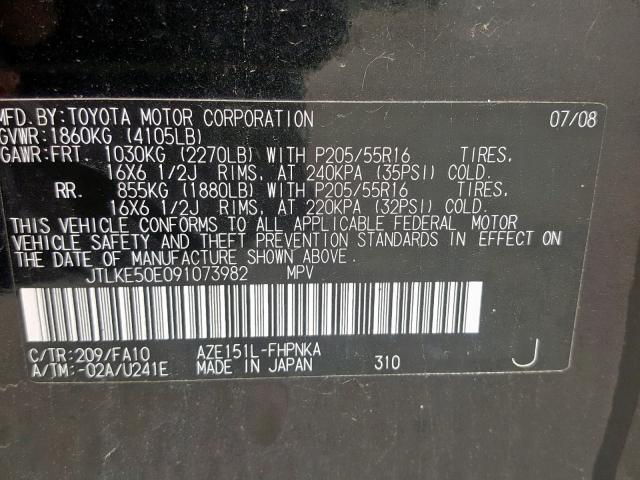 MFD.BY:TOYOTA MOTOR CORPORATION 07/08
GVWR:1860KG (4105LB)
GAWR:FRT. 1030KG (2270LB) WITH P205/55R16 TIRES,
16X6 1/2J RIMS, AT 240KPA (35PSI) COLD.
RR. 855KG (1880LB) WITH P205/55R16 TIRES,
16X6 1/2J RIMS, AT 220KPA (32PSI) COLD.
THIS VEHICLE CONFORMS TO ALL APPLICABLE FEDERAL MOTOR
VEHICLE SAFETY AND THEFT PREVENTION STANDARDS IN EFFECT ON
THE DATE OF MANUFACTURE SHOWN ABOVE.
JTLKE50E091073982 MPV
C/TR:209/FA10 AZE151L-FHPNKA
A/TM:-02A/U241E MADE IN JAPAN 310 J